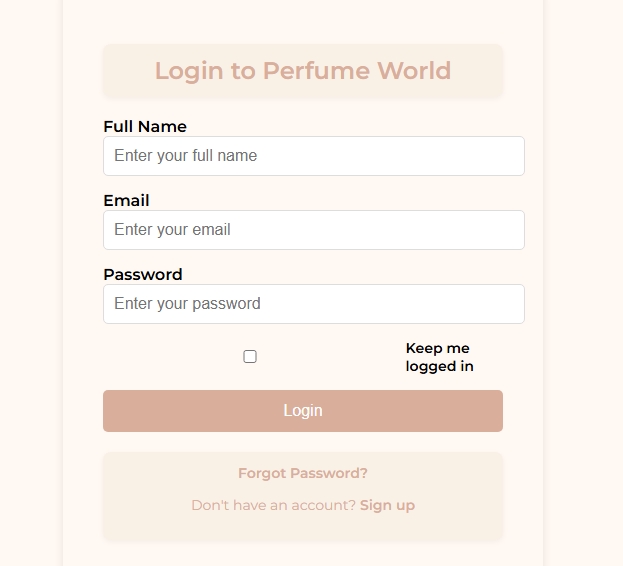 Login to Perfume World
Full Name
Enter your full name
Email
Enter your email
Password
Enter your password
Keep me
logged in
Login
Forgot Password?
Don't have an account? Sign up